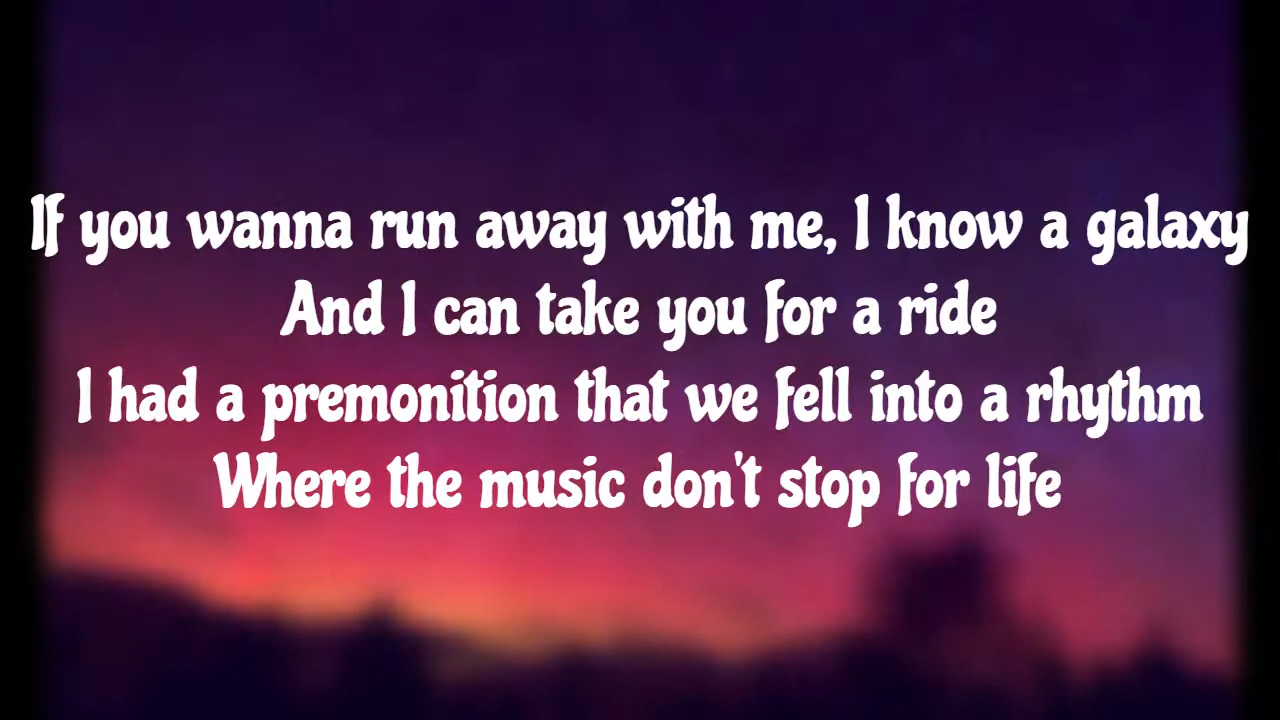 If you wanna run away with me, I know a galaxy
And I can take you for a ride
I had a premonition that we fell into a rhythm
Where the music don't stop for life